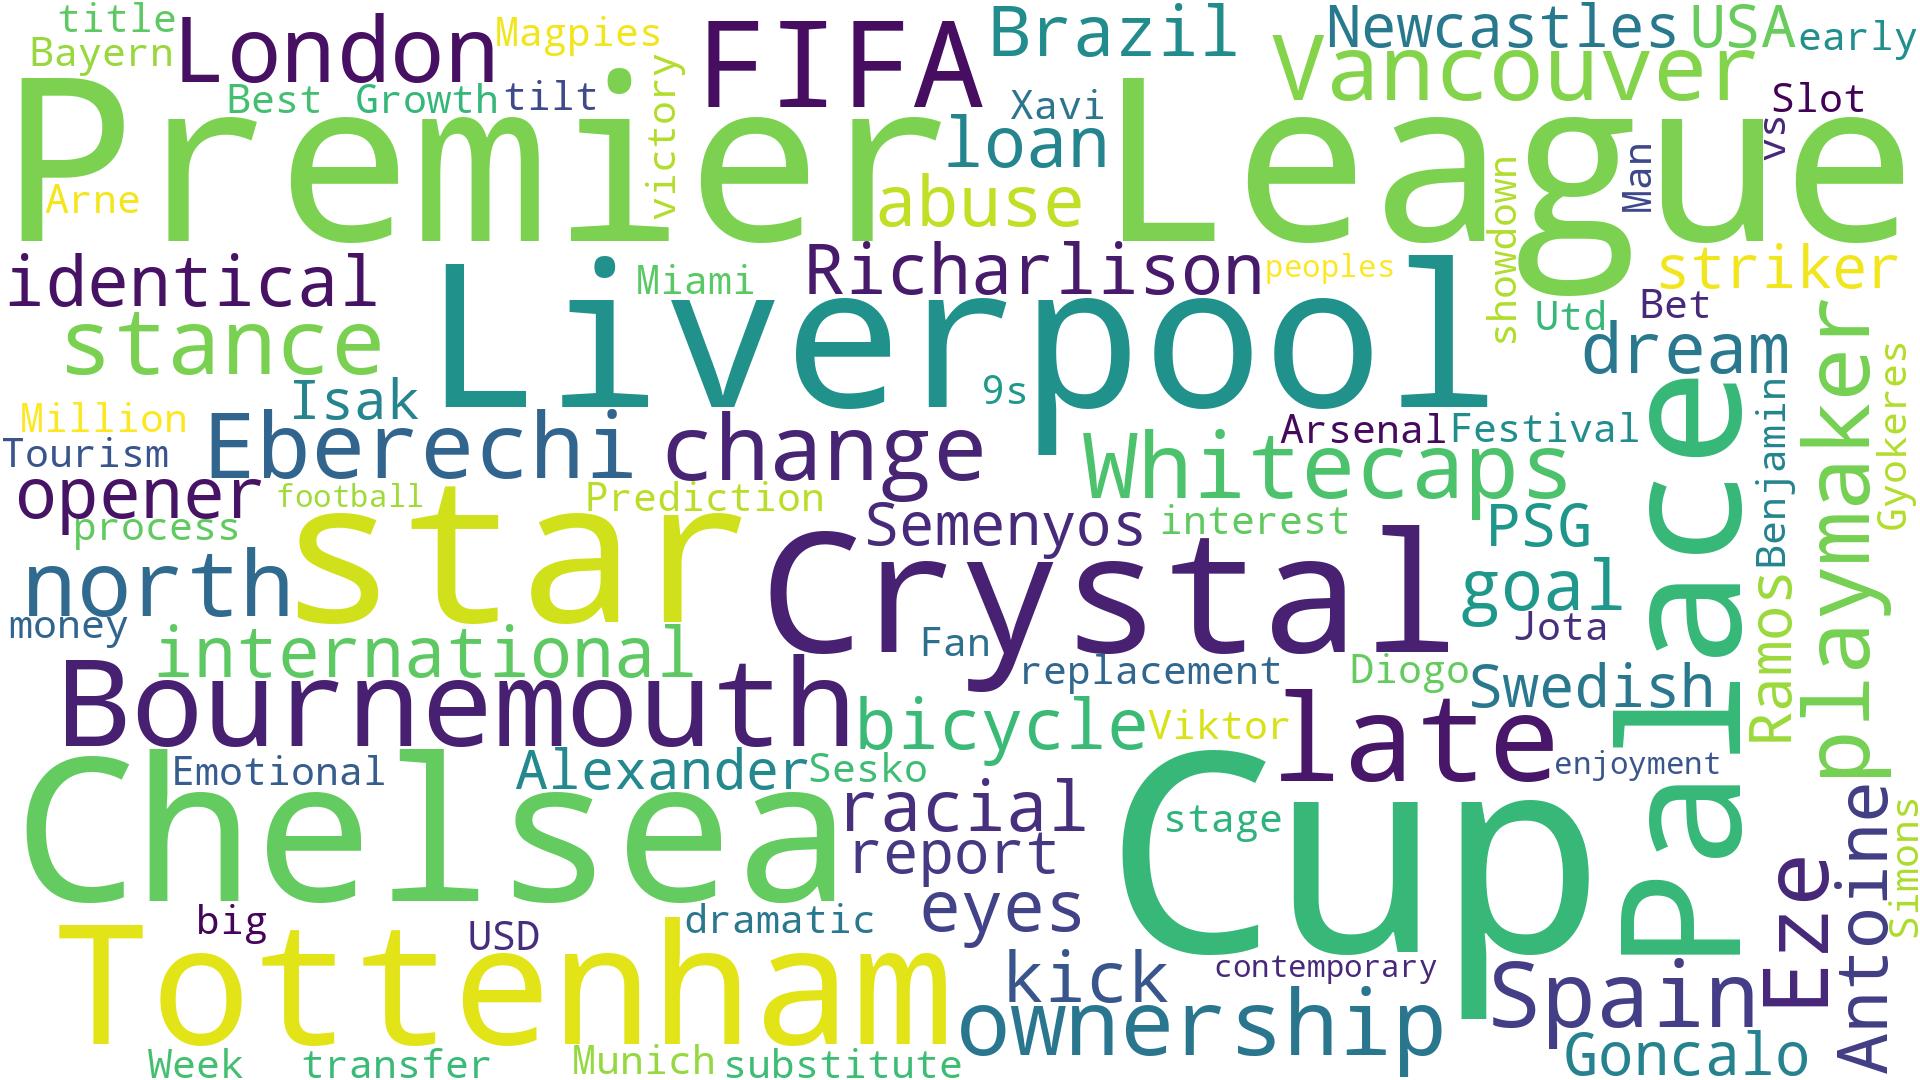 title
London
Magpies
FIFA
Brazil
Newcastles
USA
early
Bayern
Vancouver
Best
Growth
tilt
victory
Xavi
Slot
vs
Premier League
loan
Man
Arne
abuse
showdown
identical
Miami
Richarlison
peoples
striker
stance
Liverpool
Utd
Bet
dream
Isak
9s
Million
Eberechi
change
Whitecaps
Arsenal
Festival
Palace
Benjamin
playmaker
Gyokeres
Tourism
opener
football
star
Prediction
Semenyos
interest
PSG
process
Crystal
north
goal
Ramos
money
international
Fan
Jota
replacement
Diogo
Swedish
Bournemouth
bicycle
Viktor
late
Emotional
Alexander
Sesko
enjoyment
Chelsea
racial
stage
Cup
report
Antoine
Simons
eyes
Eze
big
USD
dramatic
Tottenham
kick
contemporary
Spain
ownership
Week
transfer
Munich
substitute
Goncalo